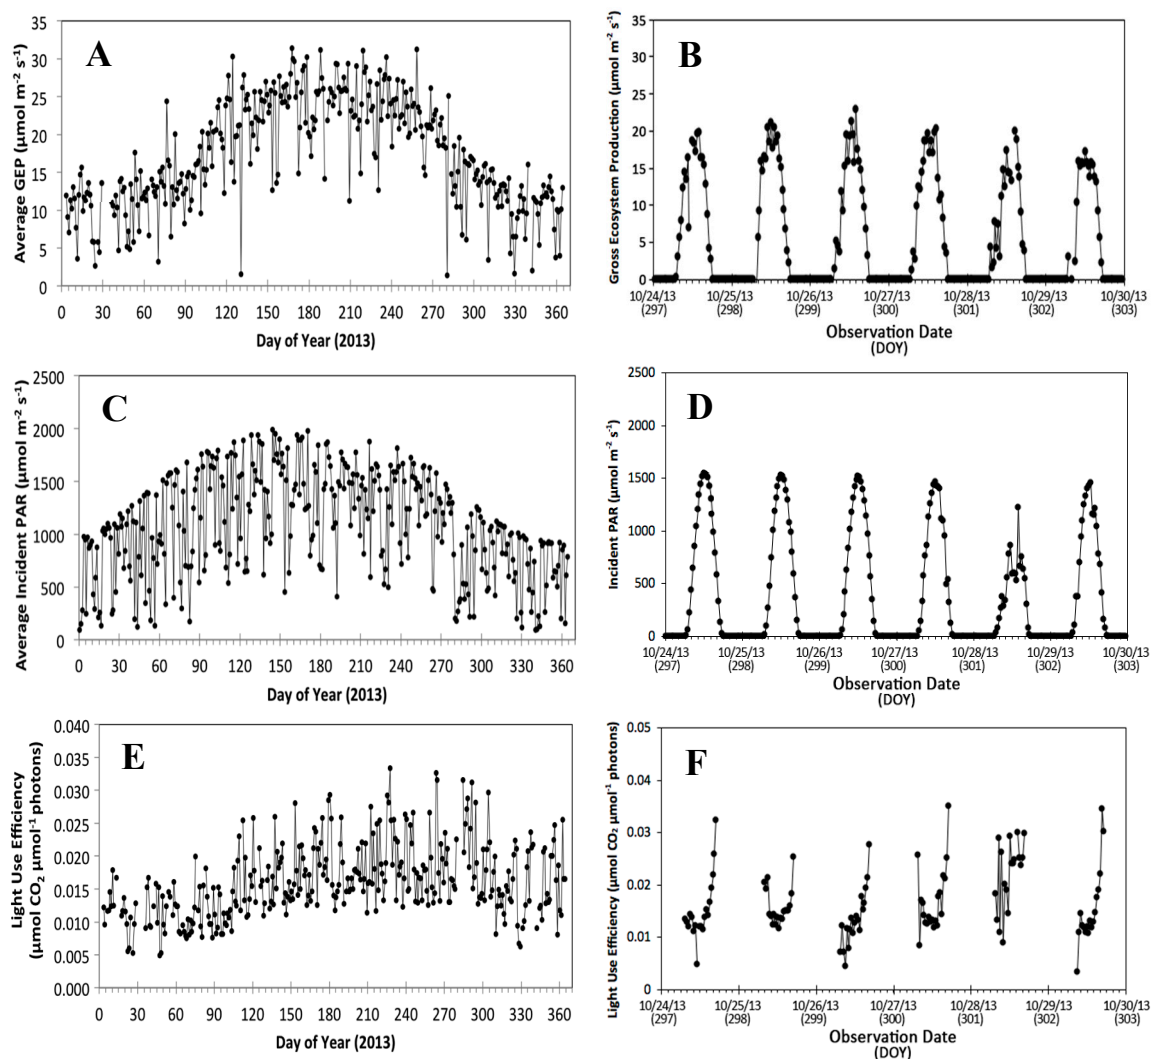 A
Average GEP (µmol m⁻² s⁻¹)
35
30
25
20
15
10
5
0
0 30 60 90 120 150 180 210 240 270 300 330 360
Day of Year (2013)
B
Gross Ecosystem Production (µmol m⁻² s⁻¹)
35
30
25
20
15
10
5
0
10/24/13 10/25/13 10/26/13 10/27/13 10/28/13 10/29/13 10/30/13
(297) (298) (299) (300) (301) (302) (303)
Observation Date
(DOY)
C
Average Incident PAR (µmol m⁻² s⁻¹)
2500
2000
1500
1000
500
0
0 30 60 90 120 150 180 210 240 270 300 330 360
Day of Year (2013)
D
Incident PAR (µmol m⁻² s⁻¹)
2500
2000
1500
1000
500
0
10/24/13 10/25/13 10/26/13 10/27/13 10/28/13 10/29/13 10/30/13
(297) (298) (299) (300) (301) (302) (303)
Observation Date
(DOY)
E
Light Use Efficiency
(µmol CO₂ µmol⁻¹ photons)
0.040
0.035
0.030
0.025
0.020
0.015
0.010
0.005
0.000
0 30 60 90 120 150 180 210 240 270 300 330 360
Day of Year (2013)
F
Light Use Efficiency (µmol CO₂ µmol⁻¹ photons)
0.05
0.04
0.03
0.02
0.01
0
10/24/13 10/25/13 10/26/13 10/27/13 10/28/13 10/29/13 10/30/13
(297) (298) (299) (300) (301) (302) (303)
Observation Date
(DOY)